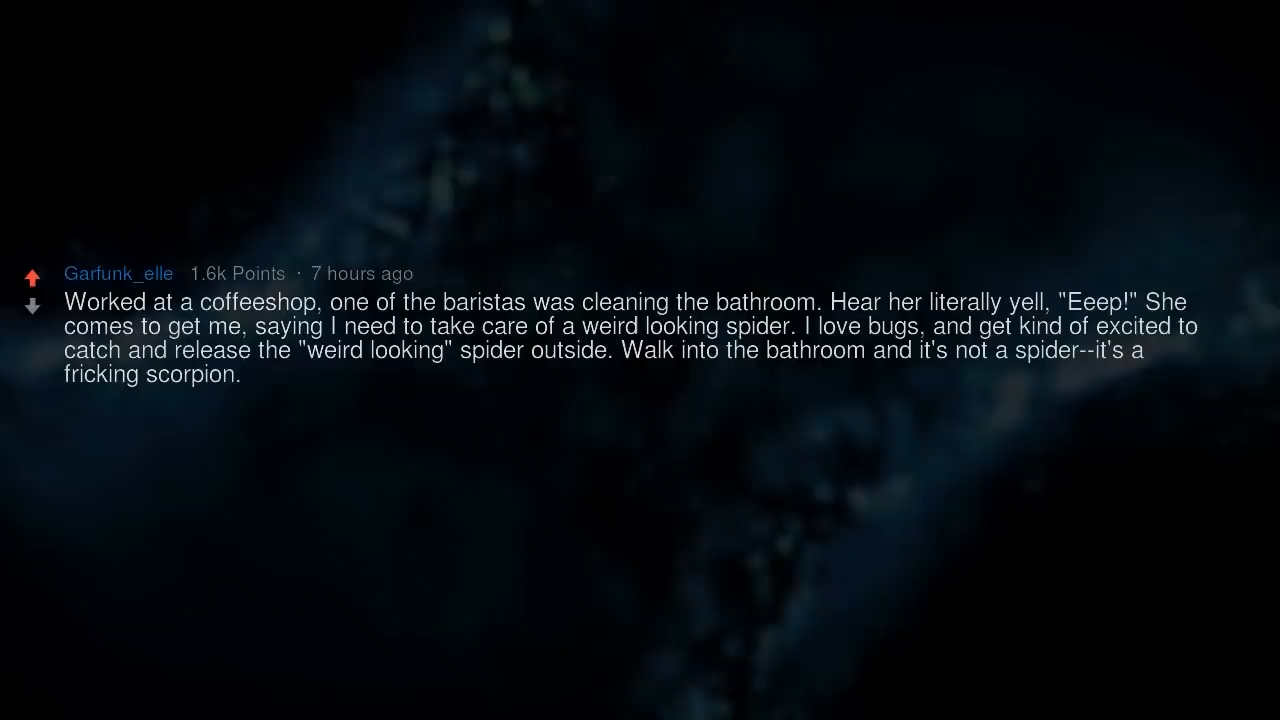 Garfunk_elle 1.6k Points · 7 hours ago
Worked at a coffeeshop, one of the baristas was cleaning the bathroom. Hear her literally yell, "Eeep!" She
comes to get me, saying I need to take care of a weird looking spider. I love bugs, and get kind of excited to
catch and release the "weird looking" spider outside. Walk into the bathroom and it's not a spider--it's a
fricking scorpion.